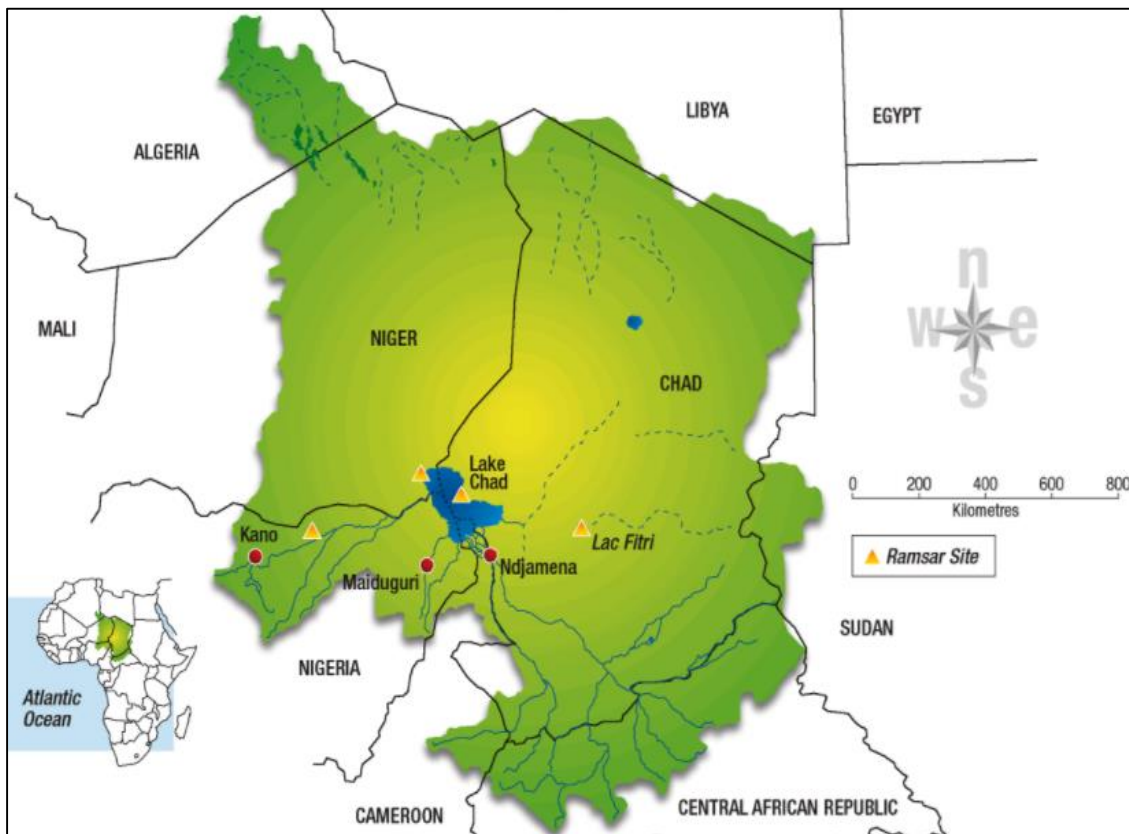 LIBYA
EGYPT
ALGERIA
n
w e
s
MALI
NIGER
CHAD
Lake
Chad
0 200 400 600 800
Kilometres
Kano
Lac Fitri
Ndjamena
Maiduguri
Ramsar Site
SUDAN
NIGERIA
Atlantic
Ocean
CAMEROON
CENTRAL AFRICAN REPUBLIC